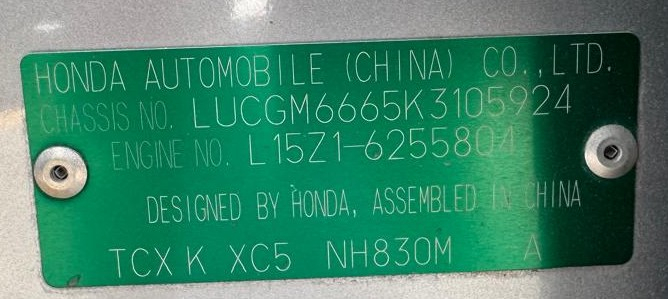 HONDA AUTOMOBILE (CHINA) CO.,LTD.
CHASSIS NO. LUCGM6665K3105924
ENGINE NO. L15Z1-6255804
DESIGNED BY HONDA, ASSEMBLED IN CHINA
TCX K XC5 NH830M A